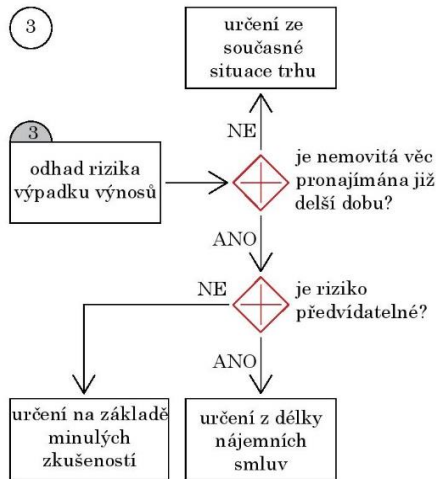 3
určení ze
současné
situace trhu
NE
3
odhad rizika
výpadku výnosů
je nemovitá věc
pronajímána již
delší dobu?
ANO
NE
je riziko
předvídatelné?
ANO
určení na základě
minulých
zkušeností
určení z délky
nájemních
smluv